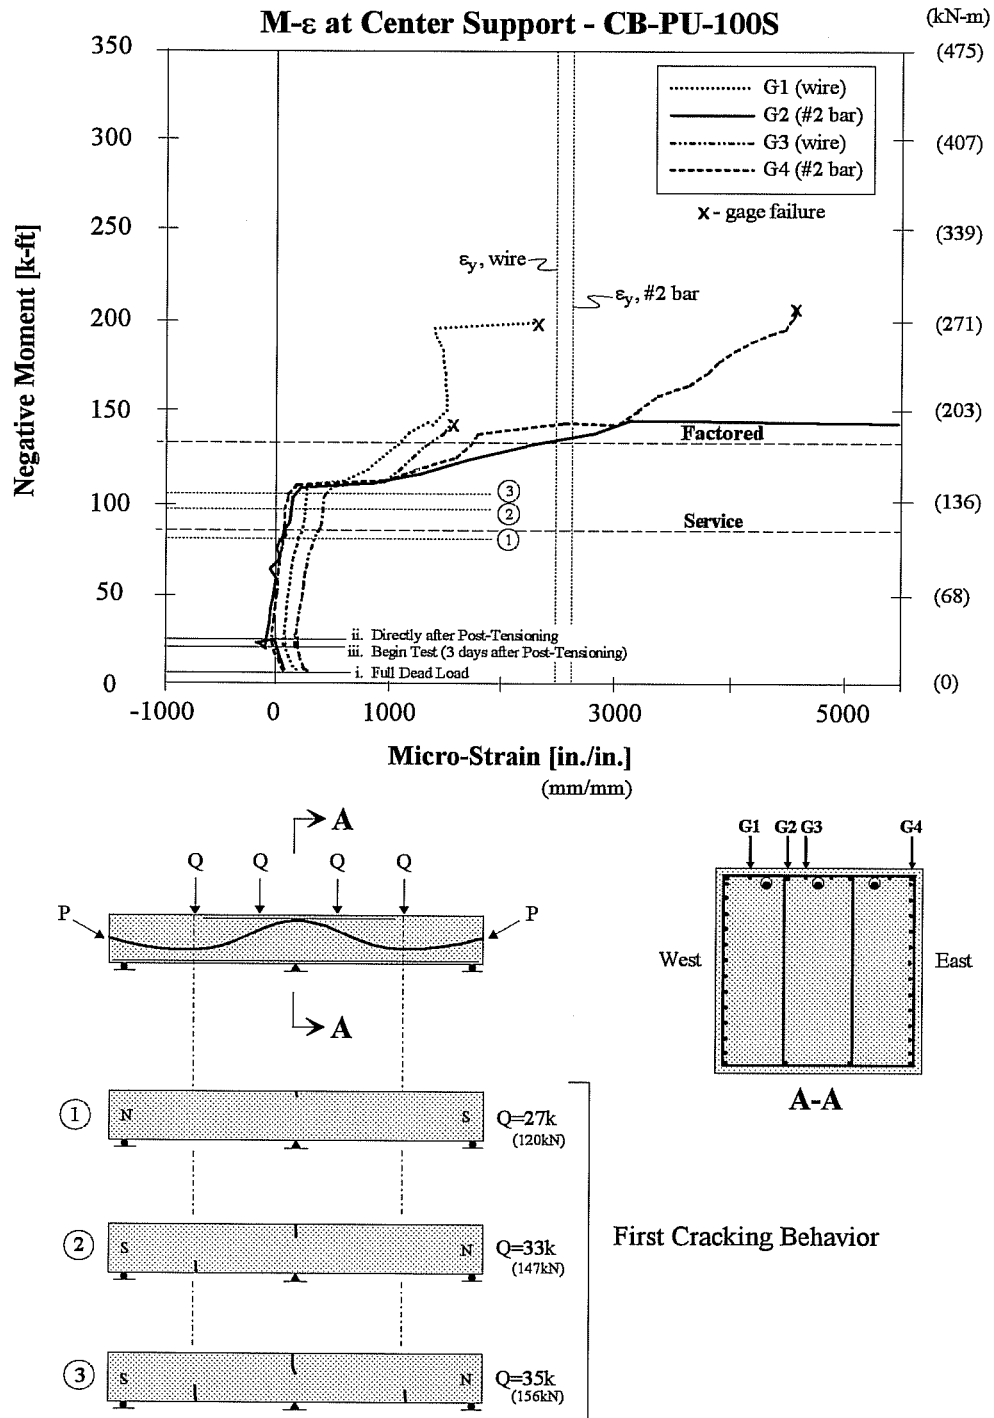 M-ε at Center Support - CB-PU-100S
(kN-m)
350
300
250
200
150
100
50
0
(475)
(407)
(339)
(271)
(203)
(136)
(68)
(0)
Negative Moment [k-ft]
G1 (wire)
G2 (#2 bar)
G3 (wire)
G4 (#2 bar)
x - gage failure
εy, wire
εy, #2 bar
Factored
3
2
Service
1
ii. Directly after Post-Tensioning
iii. Begin Test (3 days after Post-Tensioning)
i. Full Dead Load
-1000
0
1000
3000
5000
Micro-Strain [in./in.]
(mm/mm)
A
Q
Q
Q
Q
P
P
A
G1
G2
G3
G4
West
East
A-A
1
N
S
Q=27k
(120kN)
2
S
N
Q=33k
(147kN)
First Cracking Behavior
3
S
N
Q=35k
(156kN)